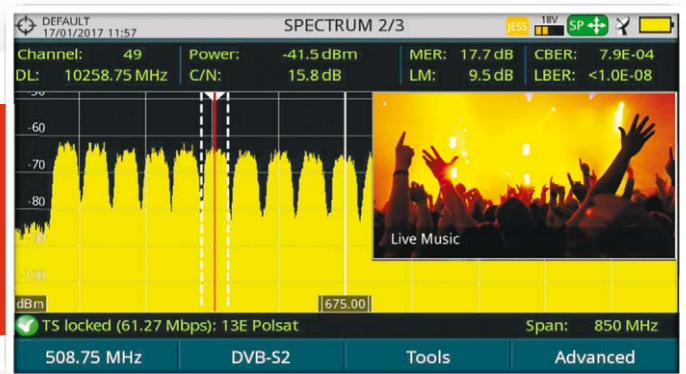 DEFAULT
17/01/2017 11:57
SPECTRUM 2/3
JESS 18V SP
Channel: 49 Power: -41.5 dBm MER: 17.7 dB CBER: 7.9E-04
DL: 10258.75 MHz C/N: 15.8 dB LM: 9.5 dB LBER: <1.0E-08
-60
-70
-80
Live Music
dBm 675.00
TS locked (61.27 Mbps): 13E Polsat Span: 850 MHz
508.75 MHz DVB-S2 Tools Advanced